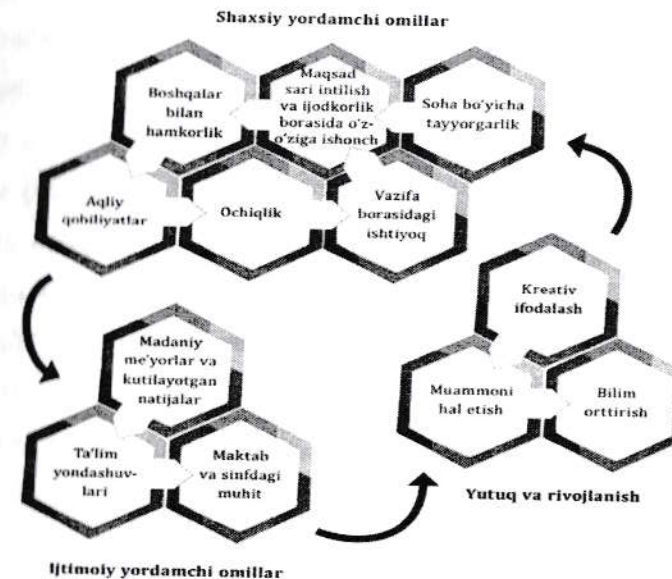 Shaxsiy yordamchi omillar
Boshqalar
bilan
hamkorlik
Maqsad
sari intilish
va ijodkorlik
borasida o'z-
o'ziga ishonch
Soha bo'yicha
tayyorgarlik
Aqliy
qobiliyatlar
Ochiqlik
Vazifa
borasidagi
ishtiyoq
Madaniy
me'yorlar va
kutilayotgan
natijalar
Ta'lim
yondashuv-
lari
Maktab
va sinfdagi
muhit
Ijtimoiy yordamchi omillar
Kreativ
ifodalash
Muammoni
hal etish
Bilim
orttirish
Yutuq va rivojlanish